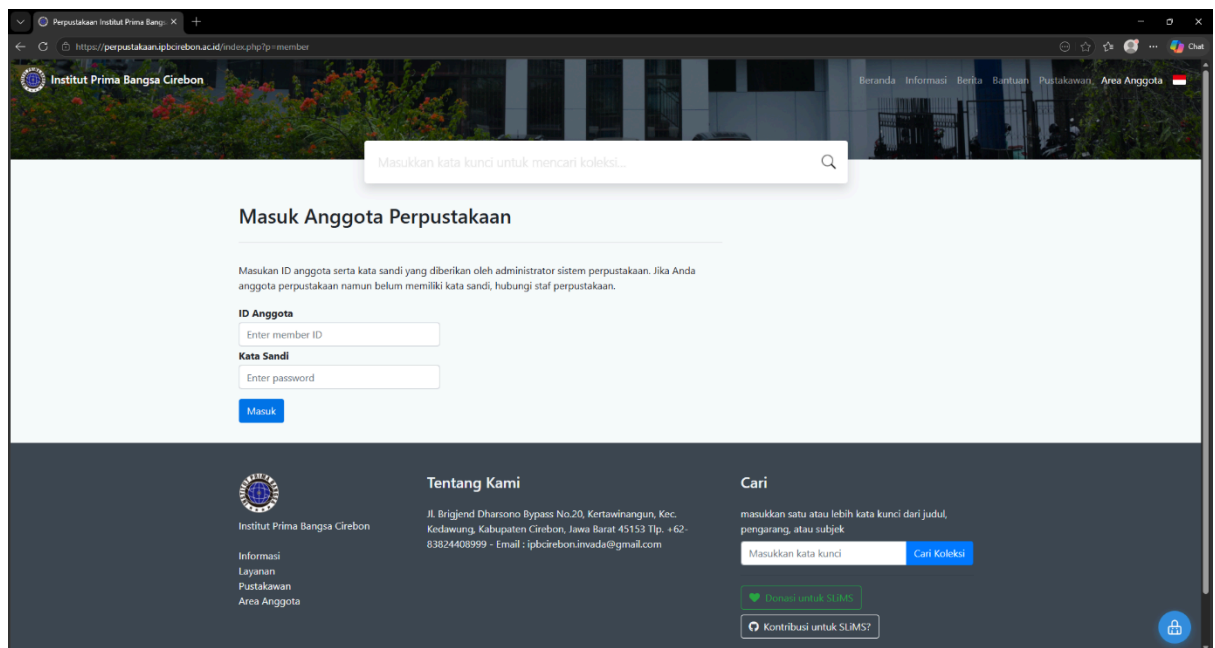 Perpustakaan Institut Prima Bangs
https://perpustakaan.ipbcirebon.ac.id/index.php?p=member
Chat
Institut Prima Bangsa Cirebon
Beranda Informasi Berita Bantuan Pustakawan Area Anggota
Masukkan kata kunci untuk mencari koleksi...
Masuk Anggota Perpustakaan
Masukan ID anggota serta kata sandi yang diberikan oleh administrator sistem perpustakaan. Jika Anda
anggota perpustakaan namun belum memiliki kata sandi, hubungi staf perpustakaan.
ID Anggota
Enter member ID
Kata Sandi
Enter password
Masuk
Institut Prima Bangsa Cirebon
Informasi
Layanan
Pustakawan
Area Anggota
Tentang Kami
Jl. Brigjend Dharsono Bypass No.20, Kertawinangun, Kec.
Kedawung, Kabupaten Cirebon, Jawa Barat 45153 Tlp. +62-
83824408999 - Email : ipbcirebon.invada@gmail.com
Cari
masukkan satu atau lebih kata kunci dari judul,
pengarang, atau subjek
Masukkan kata kunci
Cari Koleksi
Donasi untuk SLiMS
Kontribusi untuk SLiMS?